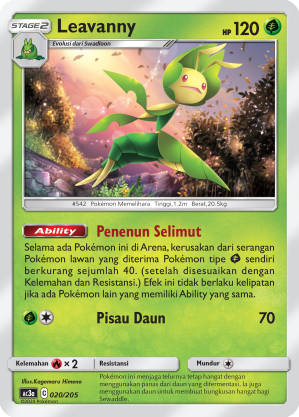 STAGE2
Leavanny
HP 120
Evolusi dari Swadloon
#542 Pokémon Memelihara Tinggi, 1.2m Berat, 20.5kg
Ability Penenun Selimut
Selama ada Pokémon ini di Arena, kerusakan dari serangan
Pokémon lawan yang diterima Pokémon tipe sendiri
berkurang sejumlah 40. (setelah disesuaikan dengan
Kelemahan dan Resistansi.) Efek ini tidak berlaku kelipatan
jika ada Pokémon lain yang memiliki Ability yang sama.
Pisau Daun 70
Kelemahan ×2 Resistansi Mundur
Illus. Kagemaru Himeno
Pokémon ini menjaga telurnya tetap hangat dengan
menggunakan panas dari daun yang difermentasi. Ia juga
menggunakan daun untuk membuatkan bungkus hangat
bagi Sewaddle.
AC3a G 020/205